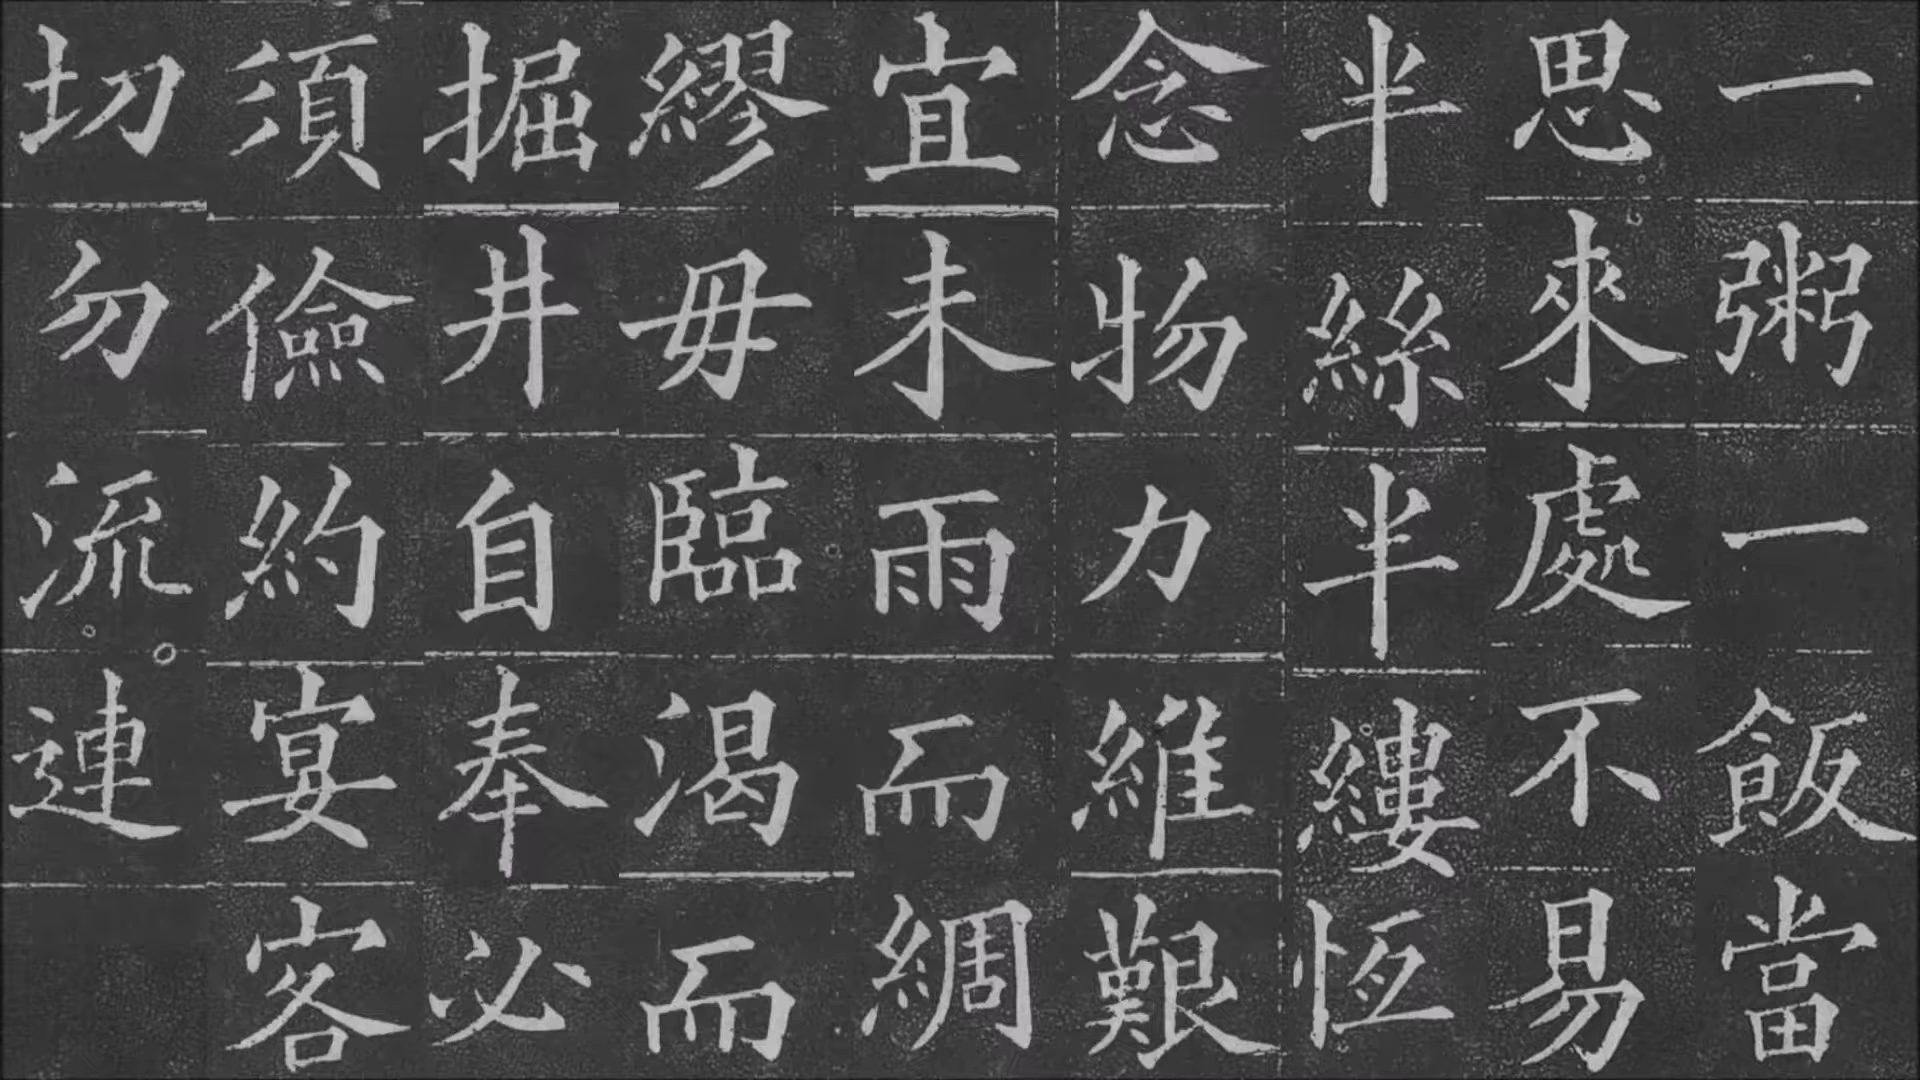 一粥一飯當
思來處不易
半絲半縷恆
念物力維艱
宜未雨而綢
繆毋臨渴而
掘井自奉必
須儉約宴客
切勿流連